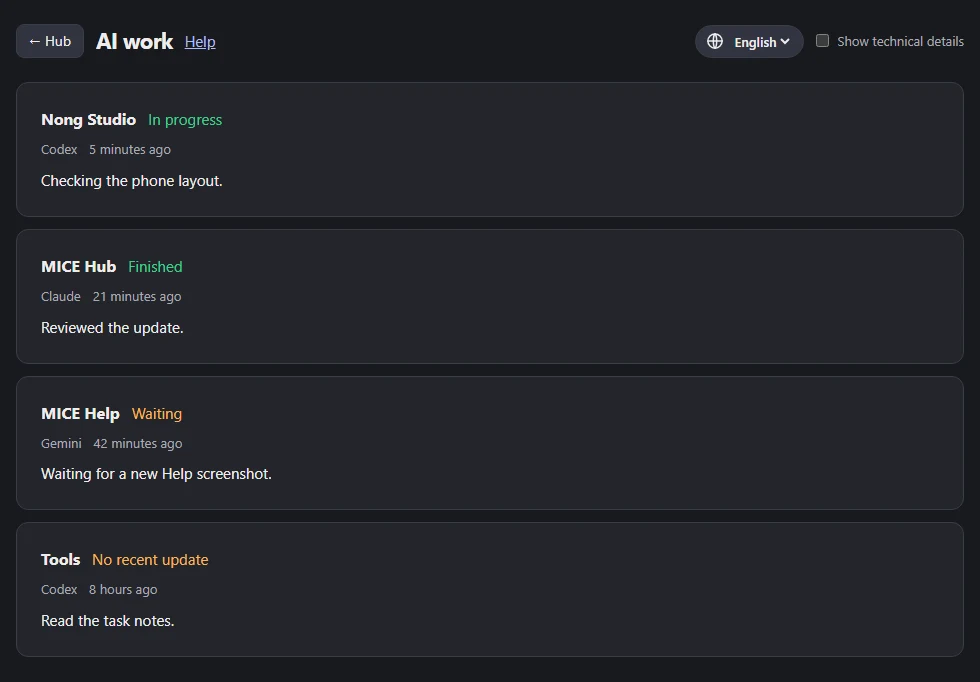 ← Hub AI work Help English Show technical details
Nong Studio In progress
Codex 5 minutes ago
Checking the phone layout.
MICE Hub Finished
Claude 21 minutes ago
Reviewed the update.
MICE Help Waiting
Gemini 42 minutes ago
Waiting for a new Help screenshot.
Tools No recent update
Codex 8 hours ago
Read the task notes.